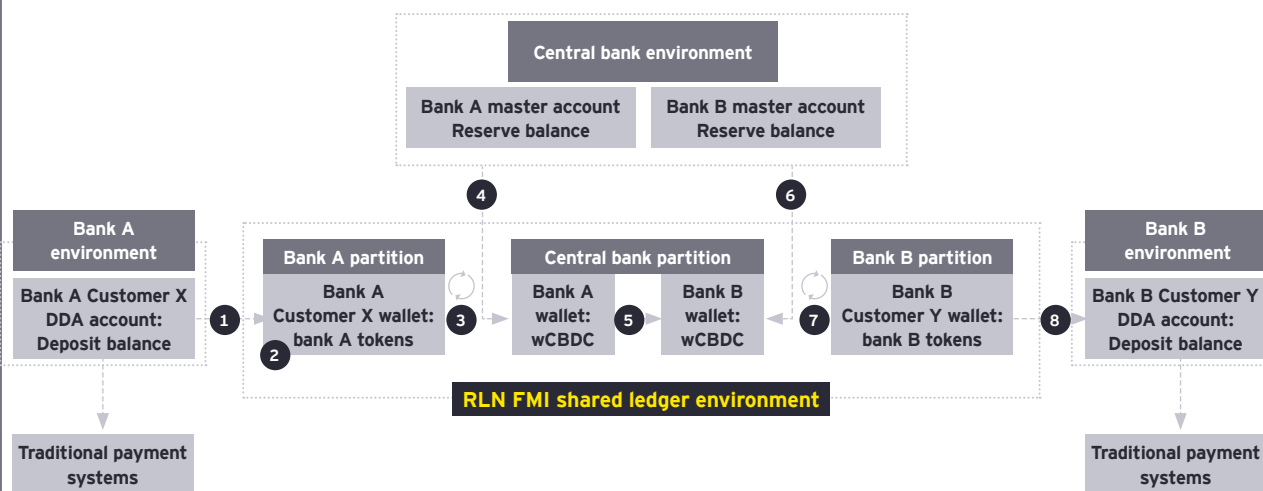 Central bank environment
Bank A master account
Reserve balance
Bank B master account
Reserve balance
4
6
Bank A
environment
Bank A Customer X
DDA account:
Deposit balance
1
Bank A partition
Bank A
Customer X wallet:
bank A tokens
2
3
Central bank partition
Bank A
wallet:
wCBDC
5
Bank B
wallet:
wCBDC
7
Bank B partition
Bank B
Customer Y wallet:
bank B tokens
8
Bank B
environment
Bank B Customer Y
DDA account:
Deposit balance
RLN FMI shared ledger environment
Traditional payment
systems
Traditional payment
systems